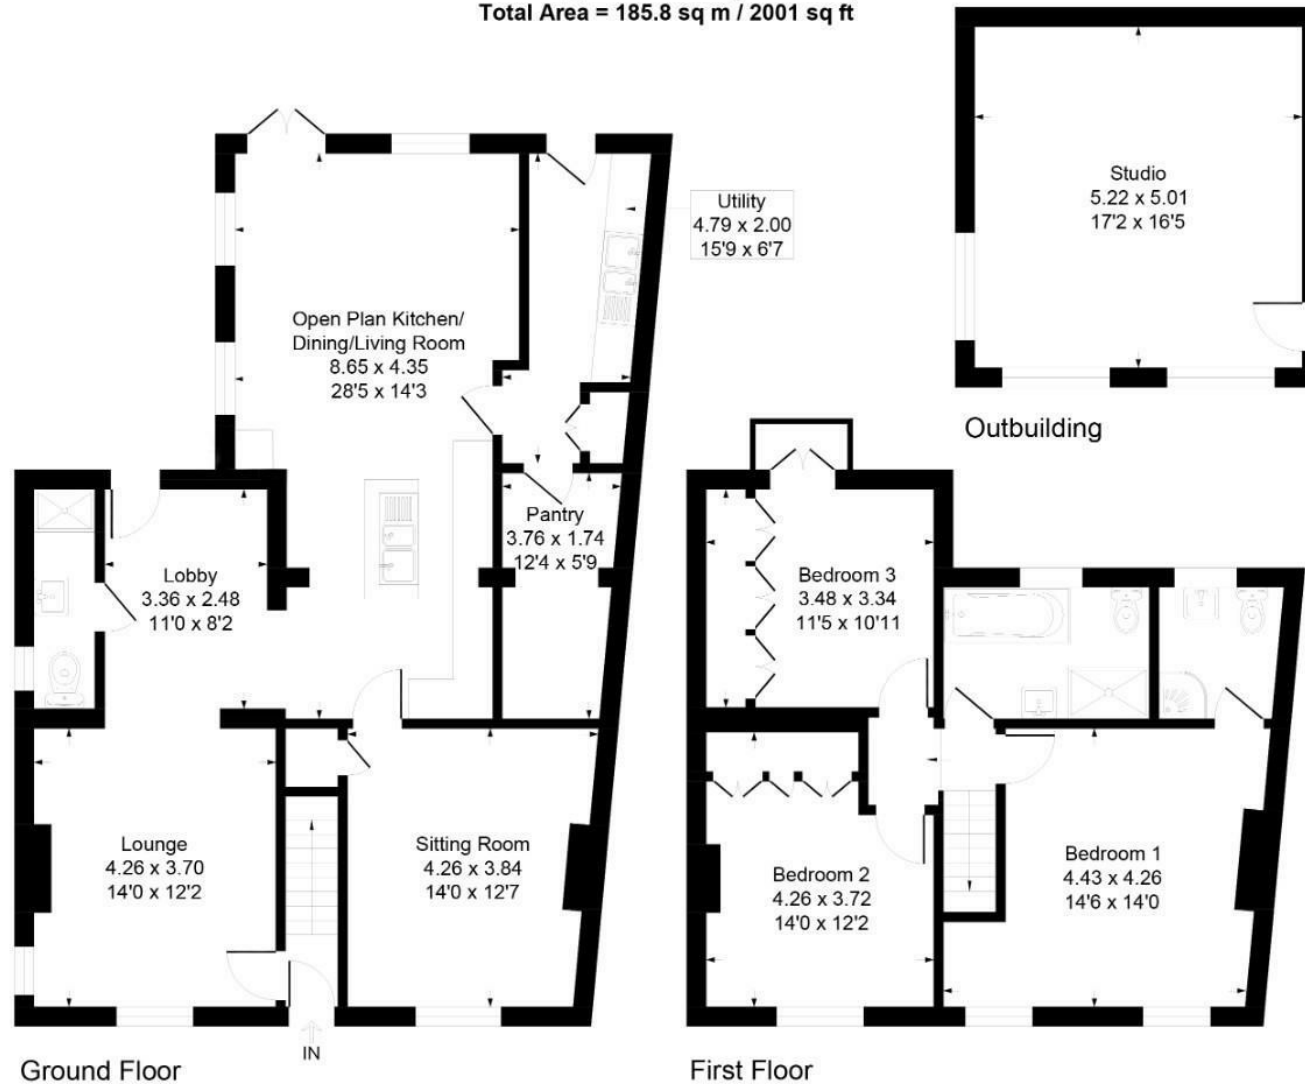 Total Area = 185.8 sq m / 2001 sq ft
Studio
5.22 x 5.01
17'2 x 16'5
Outbuilding
Utility
4.79 x 2.00
15'9 x 6'7
Open Plan Kitchen/
Dining/Living Room
8.65 x 4.35
28'5 x 14'3
Pantry
3.76 x 1.74
12'4 x 5'9
Lobby
3.36 x 2.48
11'0 x 8'2
Lounge
4.26 x 3.70
14'0 x 12'2
Sitting Room
4.26 x 3.84
14'0 x 12'7
IN
Ground Floor
Bedroom 3
3.48 x 3.34
11'5 x 10'11
Bedroom 2
4.26 x 3.72
14'0 x 12'2
Bedroom 1
4.43 x 4.26
14'6 x 14'0
First Floor